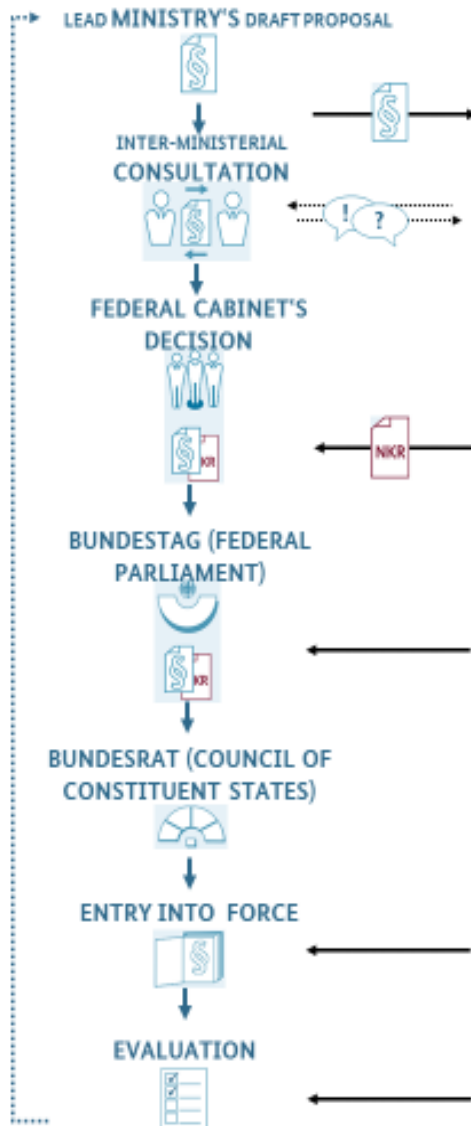 LEAD MINISTRY'S DRAFT PROPOSAL
§
§
INTER-MINISTERIAL
CONSULTATION
§
! ?
FEDERAL CABINET'S
DECISION
§ KR
NKR
BUNDESTAG (FEDERAL
PARLIAMENT)
§ KR
BUNDESRAT (COUNCIL OF
CONSTITUENT STATES)
ENTRY INTO FORCE
§
EVALUATION